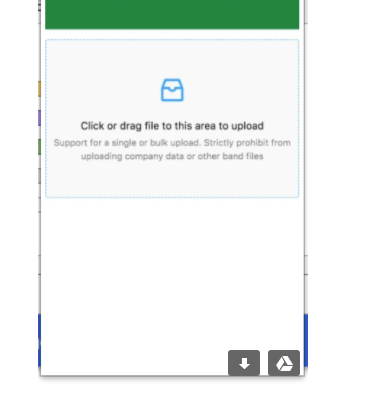 Click or drag file to this area to upload
Support for a single or bulk upload. Strictly prohibit from
uploading company data or other band files